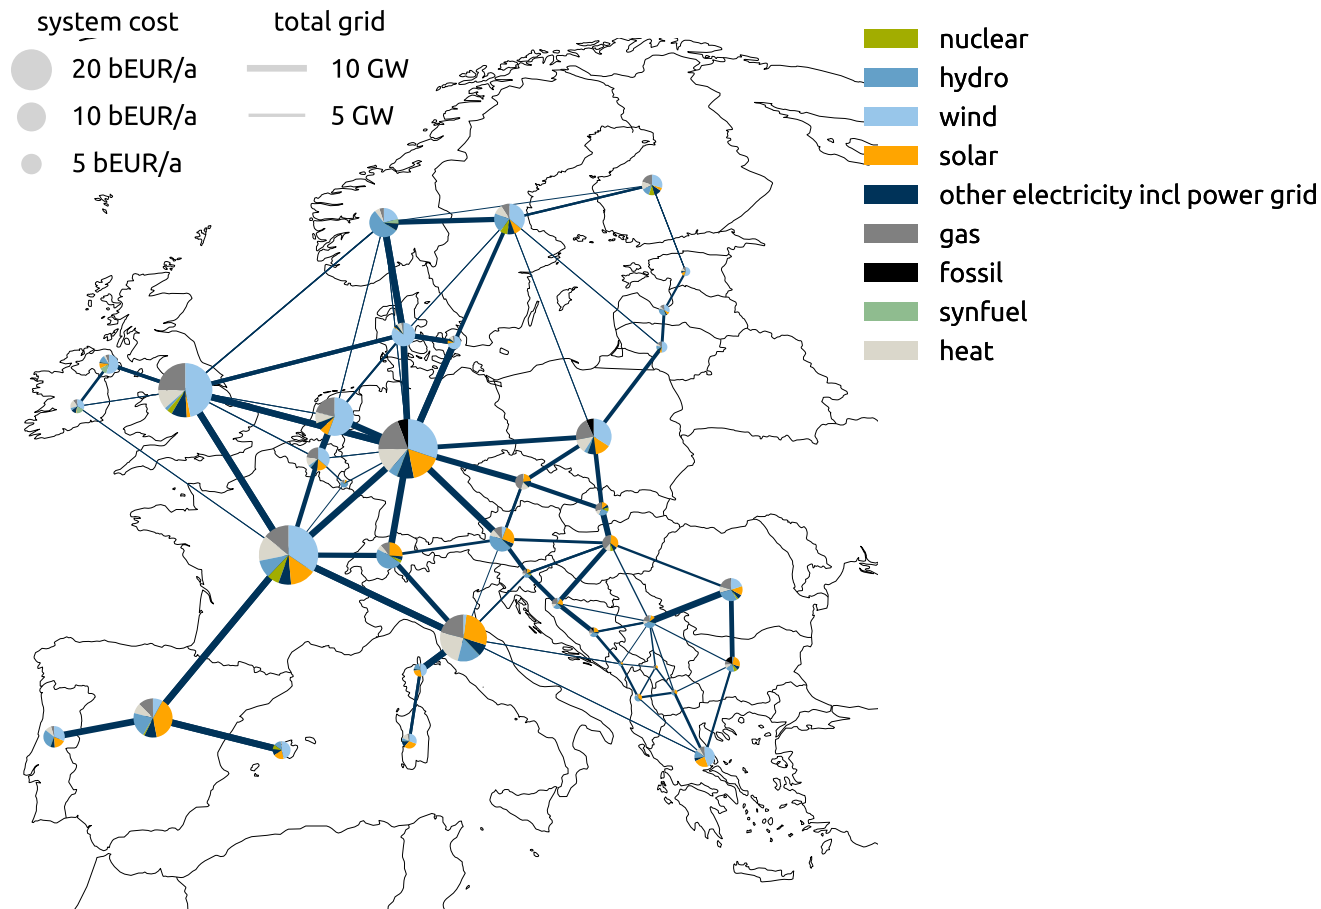 system cost
20 bEUR/a
10 bEUR/a
5 bEUR/a
total grid
10 GW
5 GW
nuclear
hydro
wind
solar
other electricity incl power grid
gas
fossil
synfuel
heat